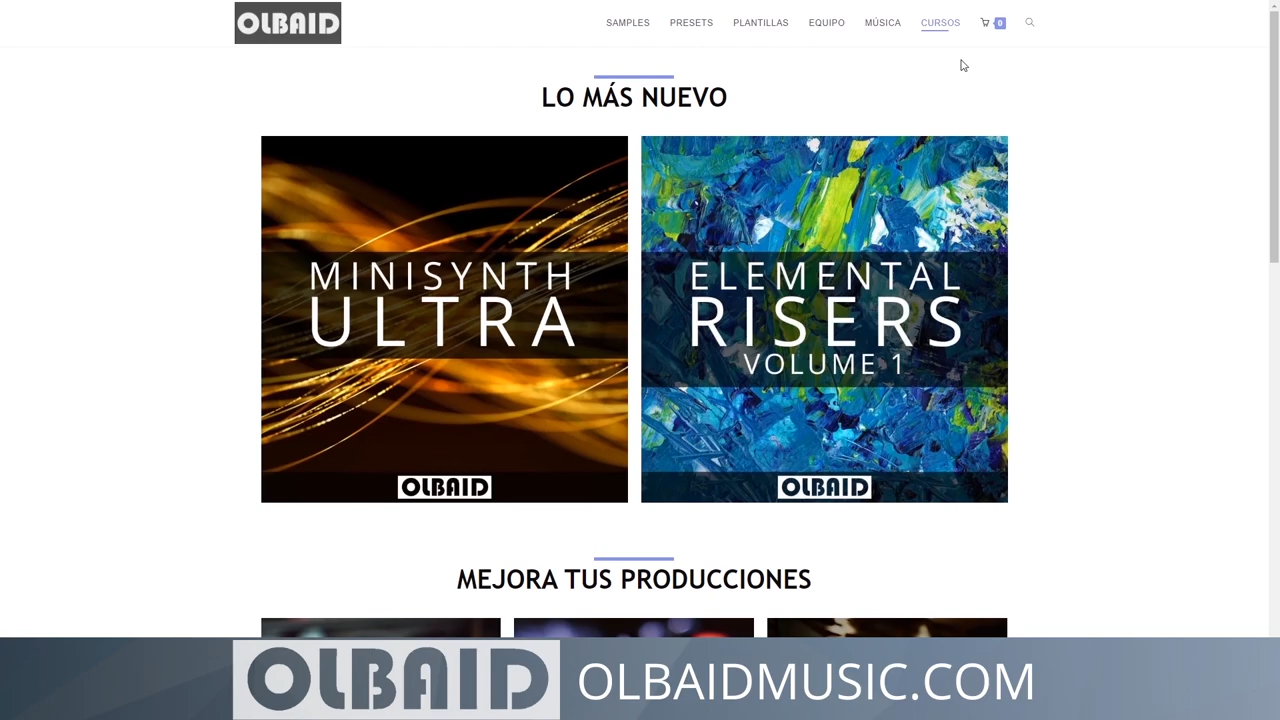 OLBAID
SAMPLES PRESETS PLANTILLAS EQUIPO MÚSICA CURSOS 0
LO MÁS NUEVO
MINISYNTH
ULTRA
OLBAID
ELEMENTAL
RISERS
VOLUME 1
OLBAID
MEJORA TUS PRODUCCIONES
OLBAID
OLBAIDMUSIC.COM